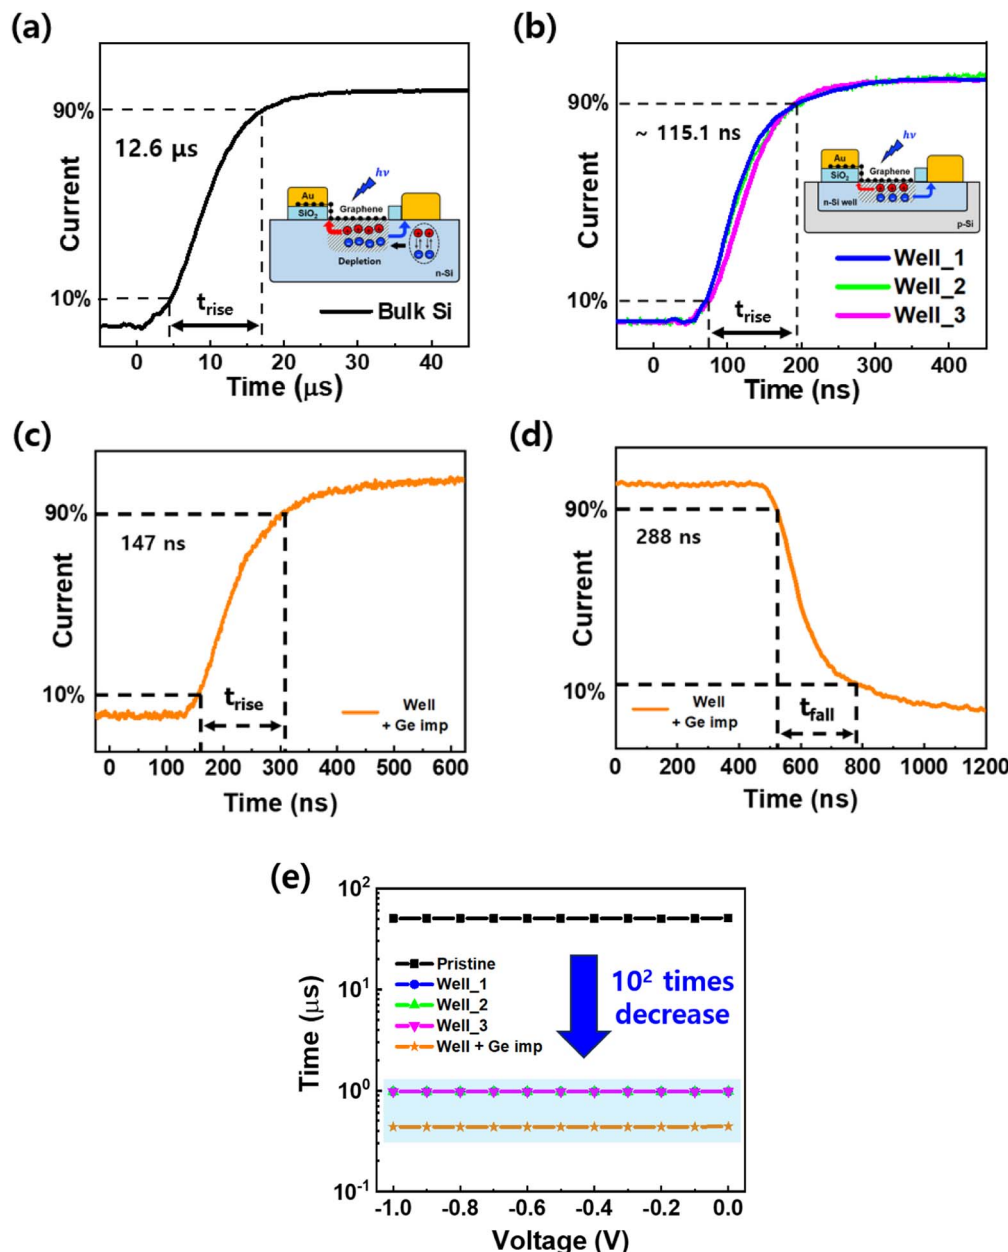 (a)
90%
12.6 μs
hν
Au
SiO₂
Graphene
Depletion
n-Si
Current
10%
t_rise
Bulk Si
0 10 20 30 40
Time (μs)
(b)
90%
~ 115.1 ns
hν
Au
SiO₂
Graphene
n-Si well
p-Si
Current
Well_1
Well_2
Well_3
10%
t_rise
0 100 200 300 400
Time (ns)
(c)
90%
147 ns
Current
10%
t_rise
Well
+ Ge imp
0 100 200 300 400 500 600
Time (ns)
(d)
90%
288 ns
Current
10%
Well
+ Ge imp
t_fall
0 200 400 600 800 1000 1200
Time (ns)
(e)
10²
Pristine
Well_1
Well_2
Well_3
Well + Ge imp
10² times
decrease
10¹
Time (μs)
10⁰
10⁻¹
-1.0 -0.8 -0.6 -0.4 -0.2 0.0
Voltage (V)